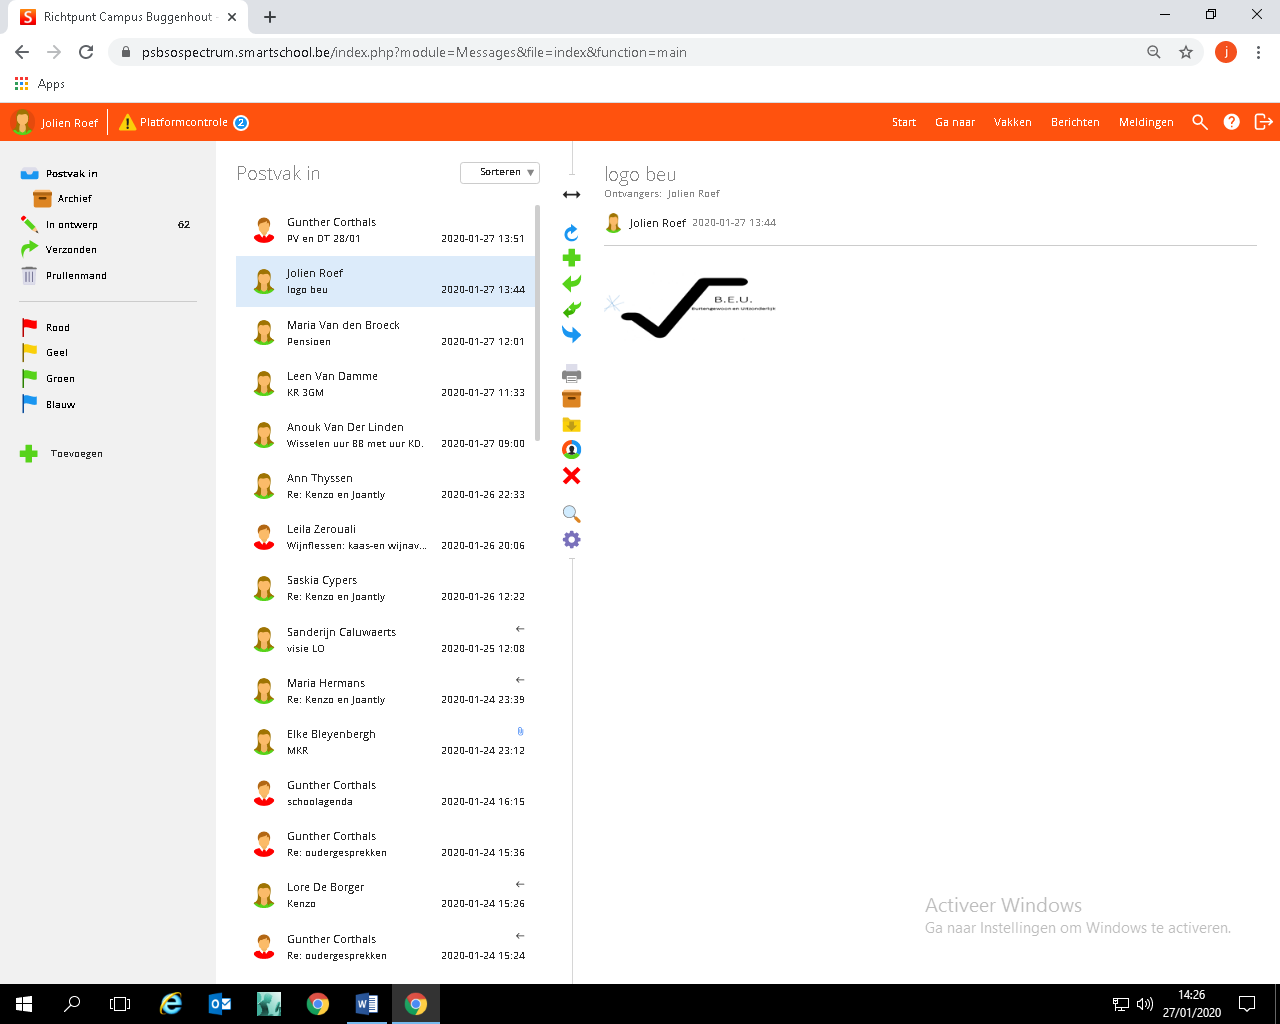 Richtpunt Campus Buggenhout -
psbsospectrum.smartschool.be/index.php?module=Messages&file=index&function=main
j
Apps
Jolien Roef
Platformcontrole 2
Start Ga naar Vakken Berichten Meldingen
Postvak in
Archief
In ontwerp 62
Verzonden
Prullenmand
Rood
Geel
Groen
Blauw
Toevoegen
Postvak in
Sorteren
Gunther Corthals
PV en DT 28/01 2020-01-27 13:51
Jolien Roef
logo beu 2020-01-27 13:44
Maria Van den Broeck
Pensioen 2020-01-27 12:01
Leen Van Damme
KR 3GM 2020-01-27 11:33
Anouk Van Der Linden
Wisselen uur BB met uur KD. 2020-01-27 09:00
Ann Thyssen
Re: Kenzo en Joantly 2020-01-26 22:33
Leila Zerouali
Wijnflessen: kaas-en wijnav... 2020-01-26 20:06
Saskia Cypers
Re: Kenzo en Joantly 2020-01-26 12:22
Sanderijn Caluwaerts
visie LO 2020-01-25 12:08
Maria Hermans
Re: Kenzo en Joantly 2020-01-24 23:39
Elke Bleyenbergh
MKR 2020-01-24 23:12
Gunther Corthals
schoolagenda 2020-01-24 16:15
Gunther Corthals
Re: oudergesprekken 2020-01-24 15:36
Lore De Borger
Kenzo 2020-01-24 15:26
Gunther Corthals
Re: oudergesprekken 2020-01-24 15:24
logo beu
Ontvangers: Jolien Roef
Jolien Roef 2020-01-27 13:44
B.E.U.
Buitengewoon en Uitzonderlijk
Activeer Windows
Ga naar Instellingen om Windows te activeren.
14:26
27/01/2020